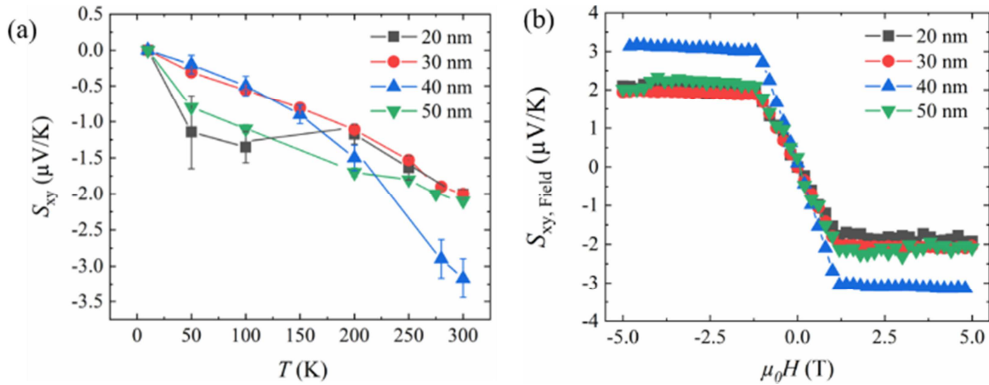 (a)
20 nm
30 nm
40 nm
50 nm
0.0
-0.5
-1.0
-1.5
-2.0
-2.5
-3.0
-3.5
Sxy (μV/K)
0 50 100 150 200 250 300
T (K)
(b)
20 nm
30 nm
40 nm
50 nm
4
3
2
1
0
-1
-2
-3
-4
Sxy, Field (μV/K)
-5.0 -2.5 0.0 2.5 5.0
μ0H (T)